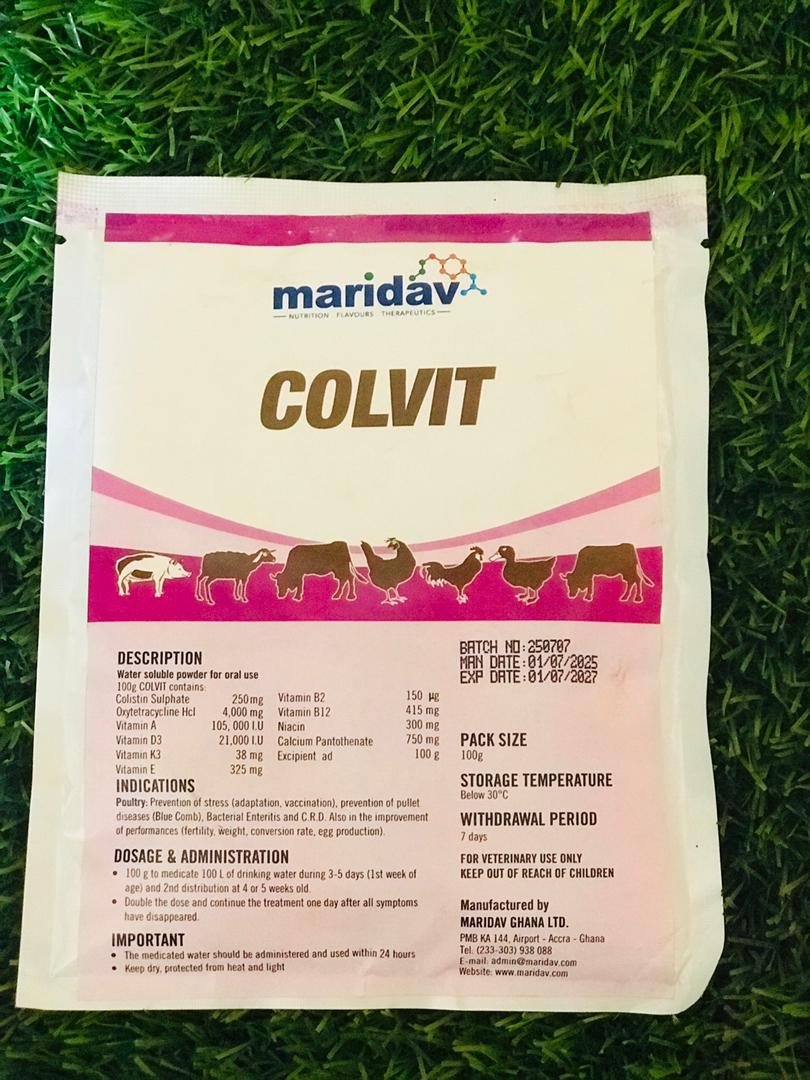 maridav
NUTRITION . FLAVOURS . THERAPEUTICS
COLVIT
DESCRIPTION
Water soluble powder for oral use
100g COLVIT contains:
Colistin Sulphate 250 mg
Oxytetracycline Hcl 4,000 mg
Vitamin A 105, 000 I.U
Vitamin D3 21,000 I.U
Vitamin K3 38 mg
Vitamin E 325 mg
Vitamin B2 150 µg
Vitamin B12 415 mg
Niacin 300 mg
Calcium Pantothenate 750 mg
Excipient ad 100 g
INDICATIONS
Poultry: Prevention of stress (adaptation, vaccination), prevention of pullet
diseases (Blue Comb), Bacterial Enteritis and C.R.D. Also in the improvement
of performances (fertility, weight, conversion rate, egg production).
DOSAGE & ADMINISTRATION
• 100 g to medicate 100 L of drinking water during 3-5 days (1st week of
age) and 2nd distribution at 4 or 5 weeks old.
• Double the dose and continue the treatment one day after all symptoms
have disappeared.
IMPORTANT
• The medicated water should be administered and used within 24 hours
• Keep dry, protected from heat and light
BATCH NO:250707
MAN DATE:01/07/2025
EXP DATE:01/07/2027
PACK SIZE
100g
STORAGE TEMPERATURE
Below 30°C
WITHDRAWAL PERIOD
7 days
FOR VETERINARY USE ONLY
KEEP OUT OF REACH OF CHILDREN
Manufactured by
MARIDAV GHANA LTD.
PMB KA 144, Airport - Accra - Ghana
Tel: (233-303) 938 088
E-mail: admin@maridav.com
Website: www.maridav.com